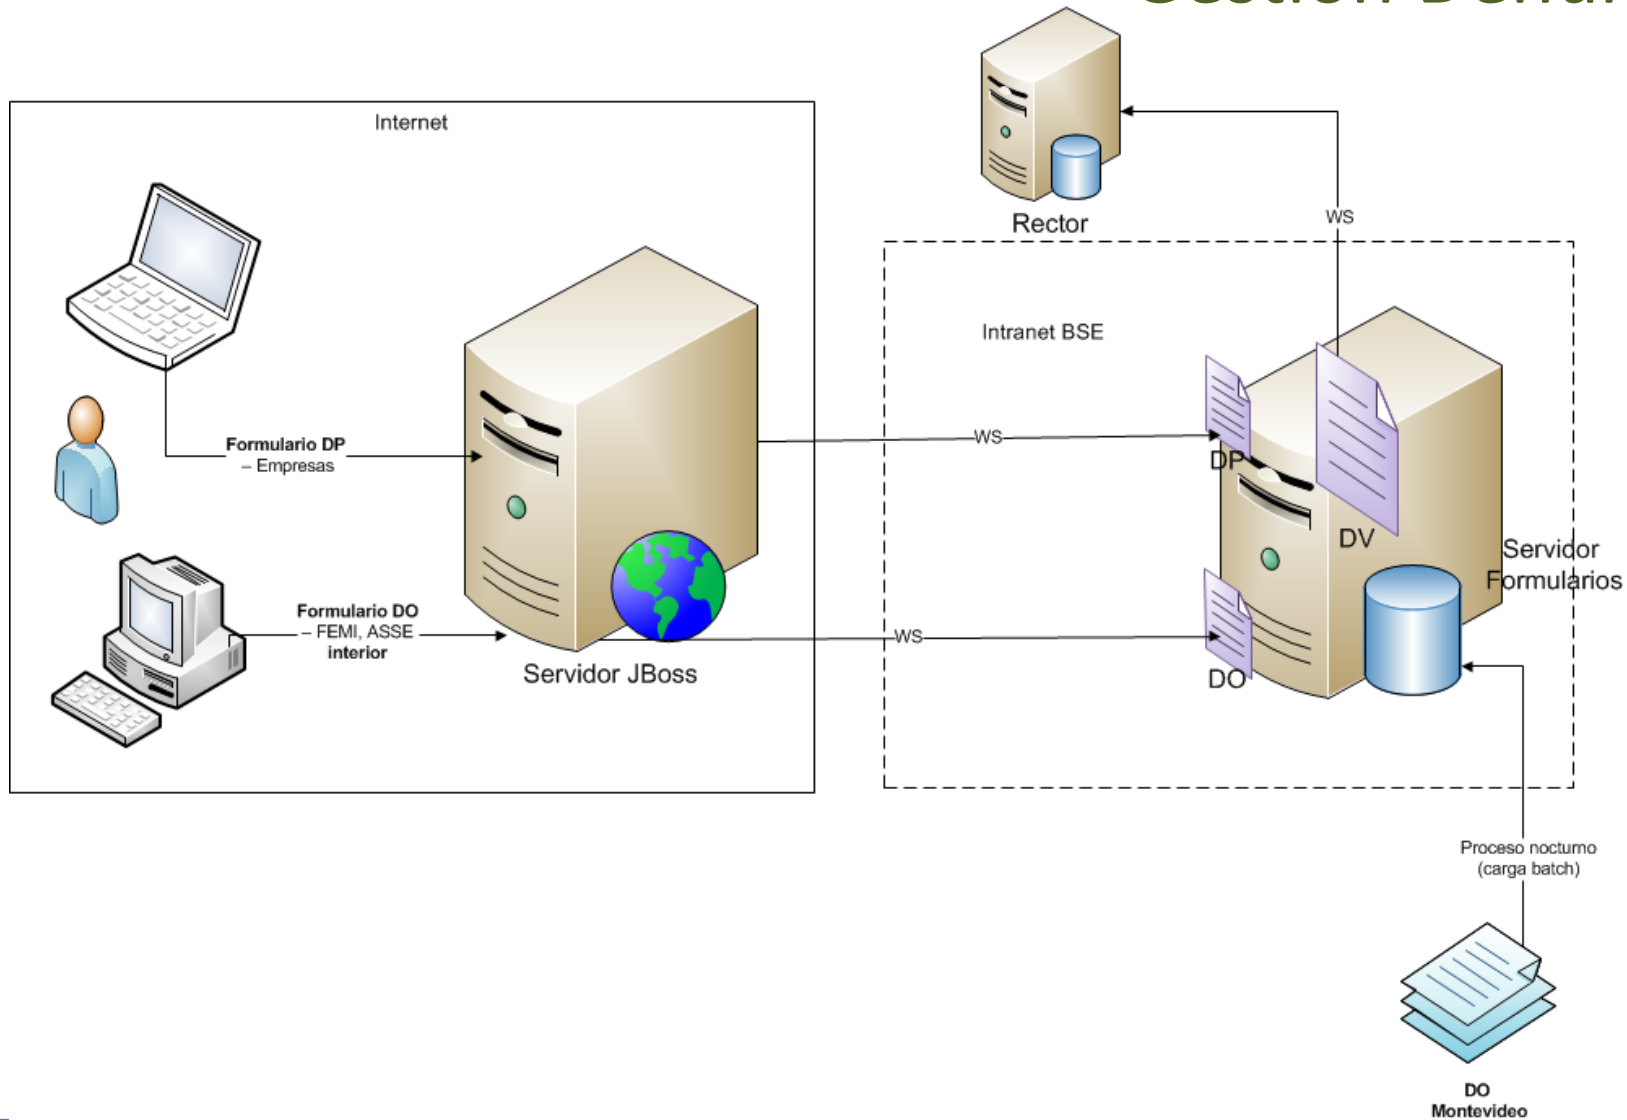 Internet
Rector
WS
Intranet BSE
Formulario DP
– Empresas
WS
DP
DV
Servidor
Formularios
Formulario DO
– FEMI, ASSE
interior
WS
Servidor JBoss
DO
Proceso nocturno
(carga batch)
DO
Montevideo